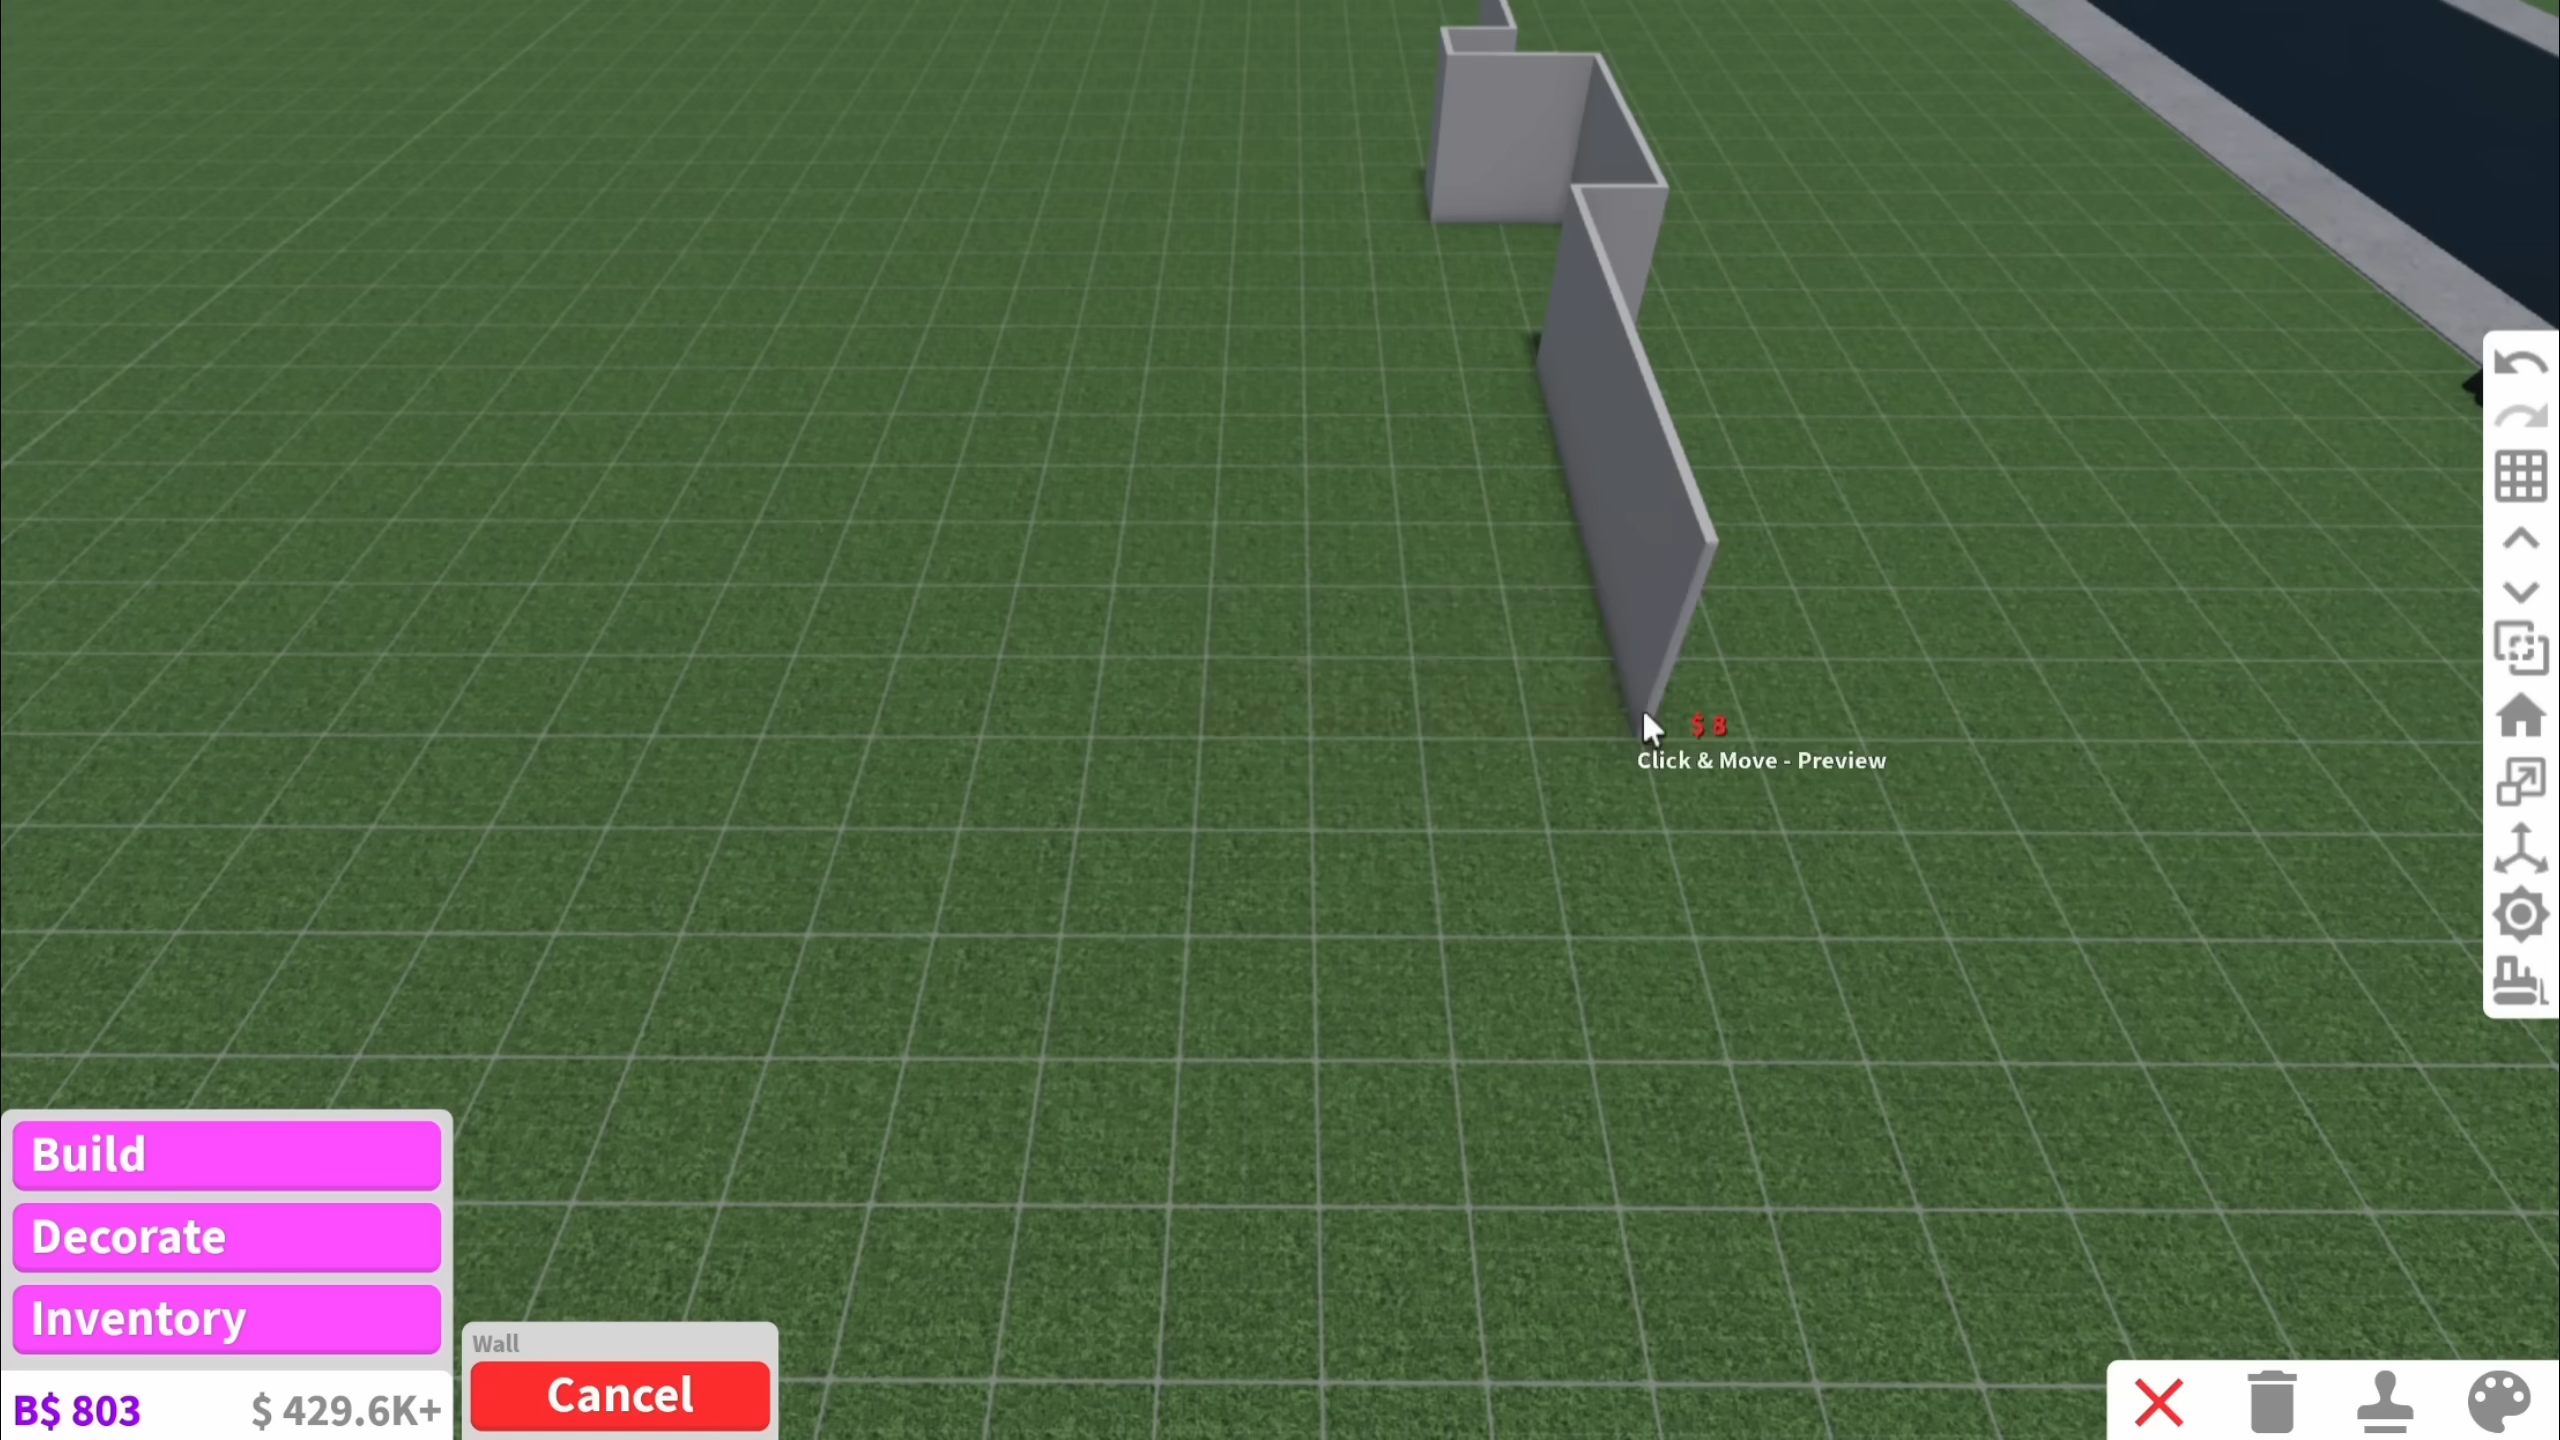 $ 8
Click & Move - Preview
Build
Decorate
Inventory
Wall
Cancel
B$ 803
$ 429.6K+